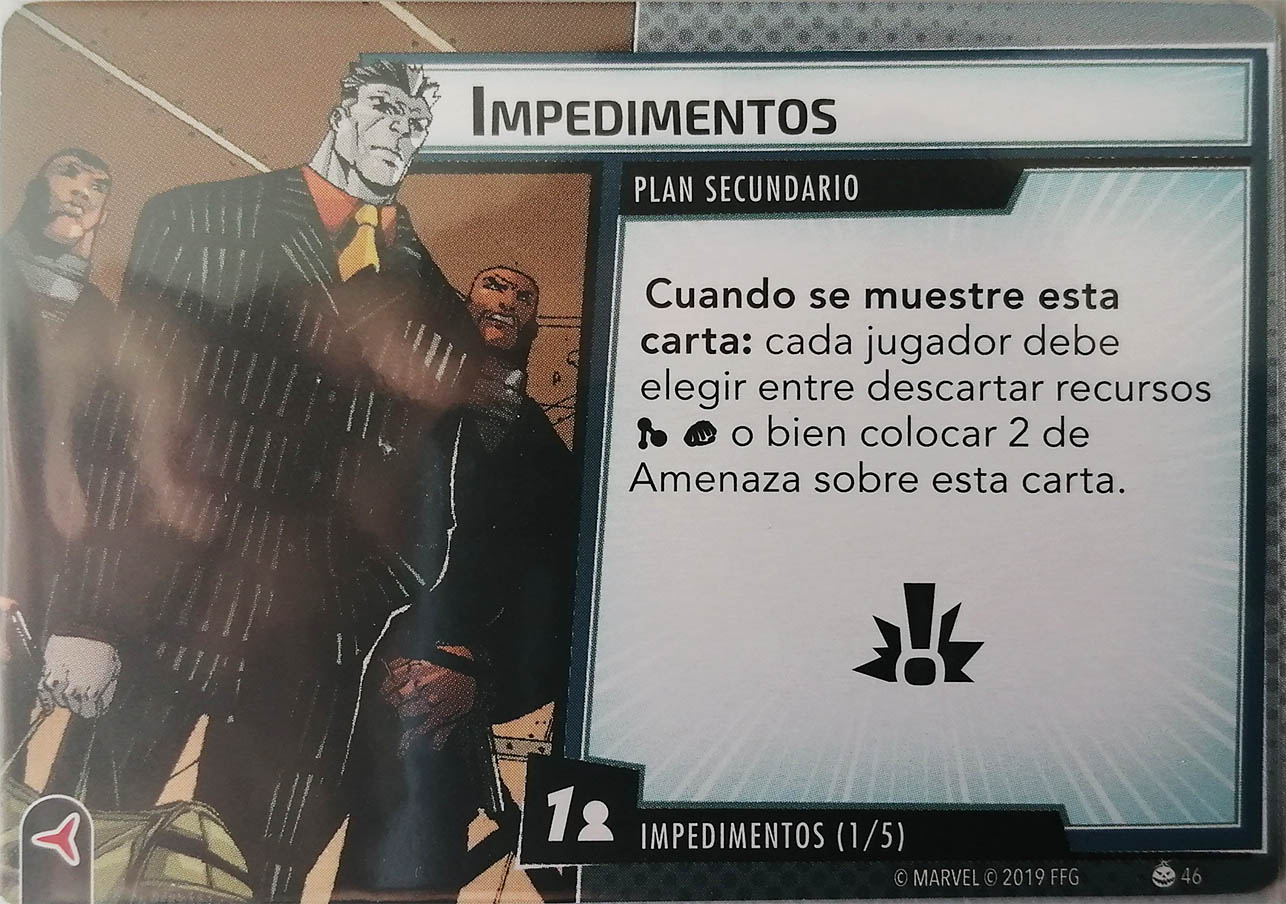 IMPEDIMENTOS
PLAN SECUNDARIO
Cuando se muestre esta
carta: cada jugador debe
elegir entre descartar recursos
o bien colocar 2 de
Amenaza sobre esta carta.
1
IMPEDIMENTOS (1/5)
© MARVEL © 2019 FFG
46